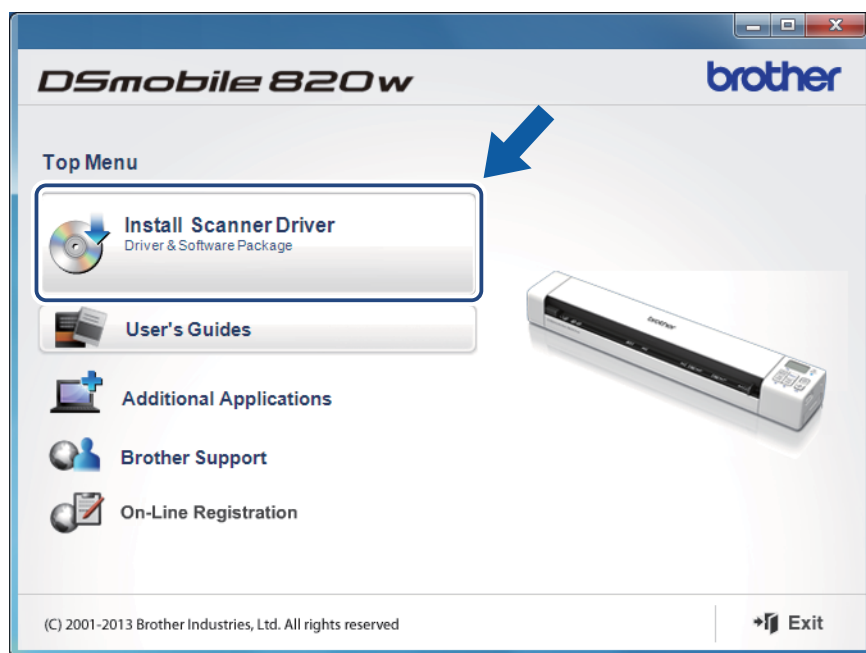 DSmobile 820w
brother
Top Menu
Install Scanner Driver
Driver & Software Package
User's Guides
brother
Additional Applications
Brother Support
On-Line Registration
(C) 2001-2013 Brother Industries, Ltd. All rights reserved
Exit